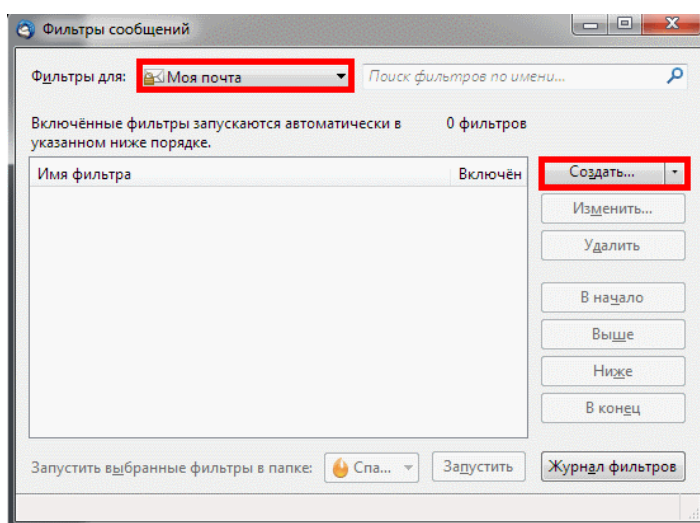 Фильтры сообщений
Фильтры для: Моя почта Поиск фильтров по имени...
Включённые фильтры запускаются автоматически в 0 фильтров
указанном ниже порядке.
Имя фильтра Включён Создать...
Изменить...
Удалить
В начало
Выше
Ниже
В конец
Запустить выбранные фильтры в папке: Спа... Запустить Журнал фильтров